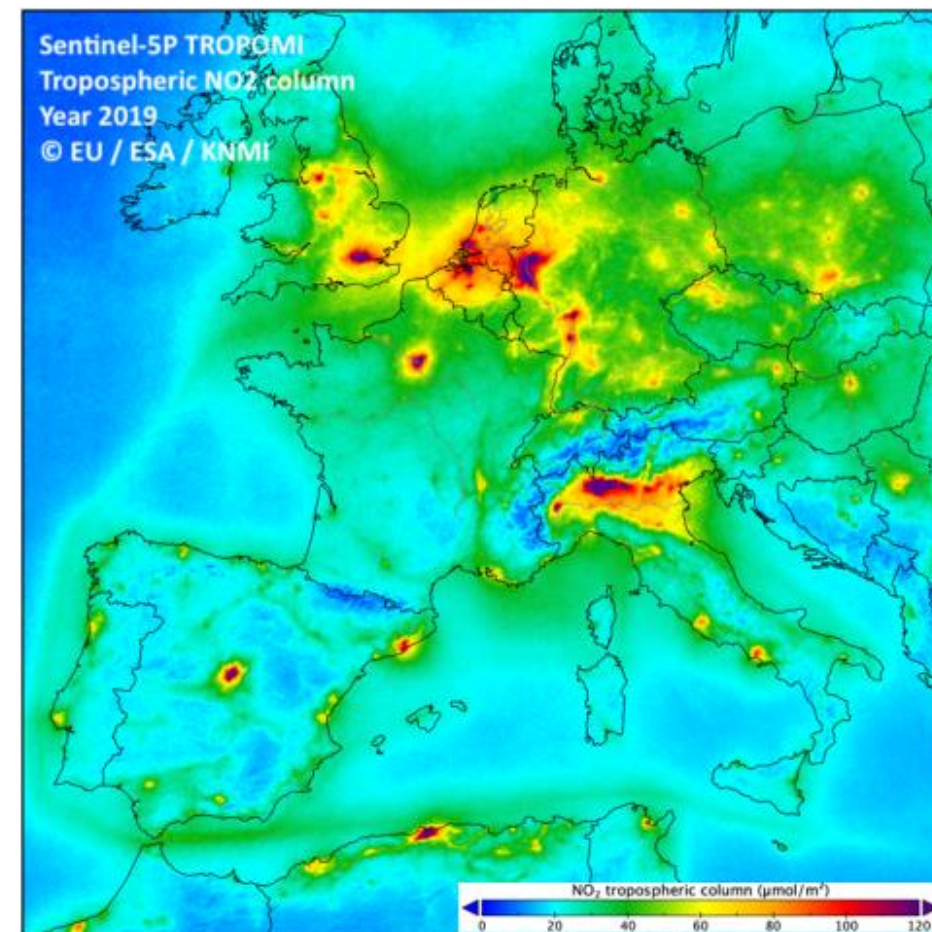 Sentinel-5P TROPOMI
Tropospheric NO2 column
Year 2019
© EU / ESA / KNMI
NO₂ tropospheric column (µmol/m²)
0 20 40 60 80 100 120